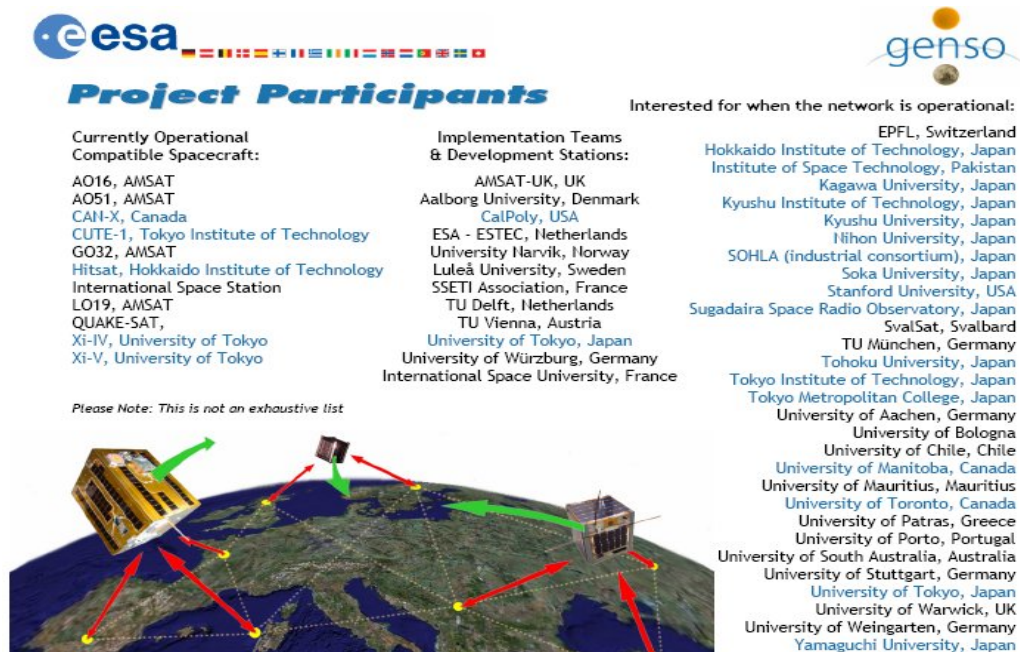 esa
genso
Project Participants
Currently Operational
Compatible Spacecraft:
AO16, AMSAT
AO51, AMSAT
CAN-X, Canada
CUTE-1, Tokyo Institute of Technology
GO32, AMSAT
Hitsat, Hokkaido Institute of Technology
International Space Station
LO19, AMSAT
QUAKE-SAT,
Xi-IV, University of Tokyo
Xi-V, University of Tokyo
Please Note: This is not an exhaustive list
Implementation Teams
& Development Stations:
AMSAT-UK, UK
Aalborg University, Denmark
CalPoly, USA
ESA - ESTEC, Netherlands
University Narvik, Norway
Luleå University, Sweden
SSETI Association, France
TU Delft, Netherlands
TU Vienna, Austria
University of Tokyo, Japan
University of Würzburg, Germany
International Space University, France
Interested for when the network is operational:
EPFL, Switzerland
Hokkaido Institute of Technology, Japan
Institute of Space Technology, Pakistan
Kagawa University, Japan
Kyushu Institute of Technology, Japan
Kyushu University, Japan
Nihon University, Japan
SOHLA (industrial consortium), Japan
Soka University, Japan
Stanford University, USA
Sugadaira Space Radio Observatory, Japan
SvalSat, Svalbard
TU München, Germany
Tohoku University, Japan
Tokyo Institute of Technology, Japan
Tokyo Metropolitan College, Japan
University of Aachen, Germany
University of Bologna
University of Chile, Chile
University of Manitoba, Canada
University of Mauritius, Mauritius
University of Toronto, Canada
University of Patras, Greece
University of Porto, Portugal
University of South Australia, Australia
University of Stuttgart, Germany
University of Tokyo, Japan
University of Warwick, UK
University of Weingarten, Germany
Yamaguchi University, Japan